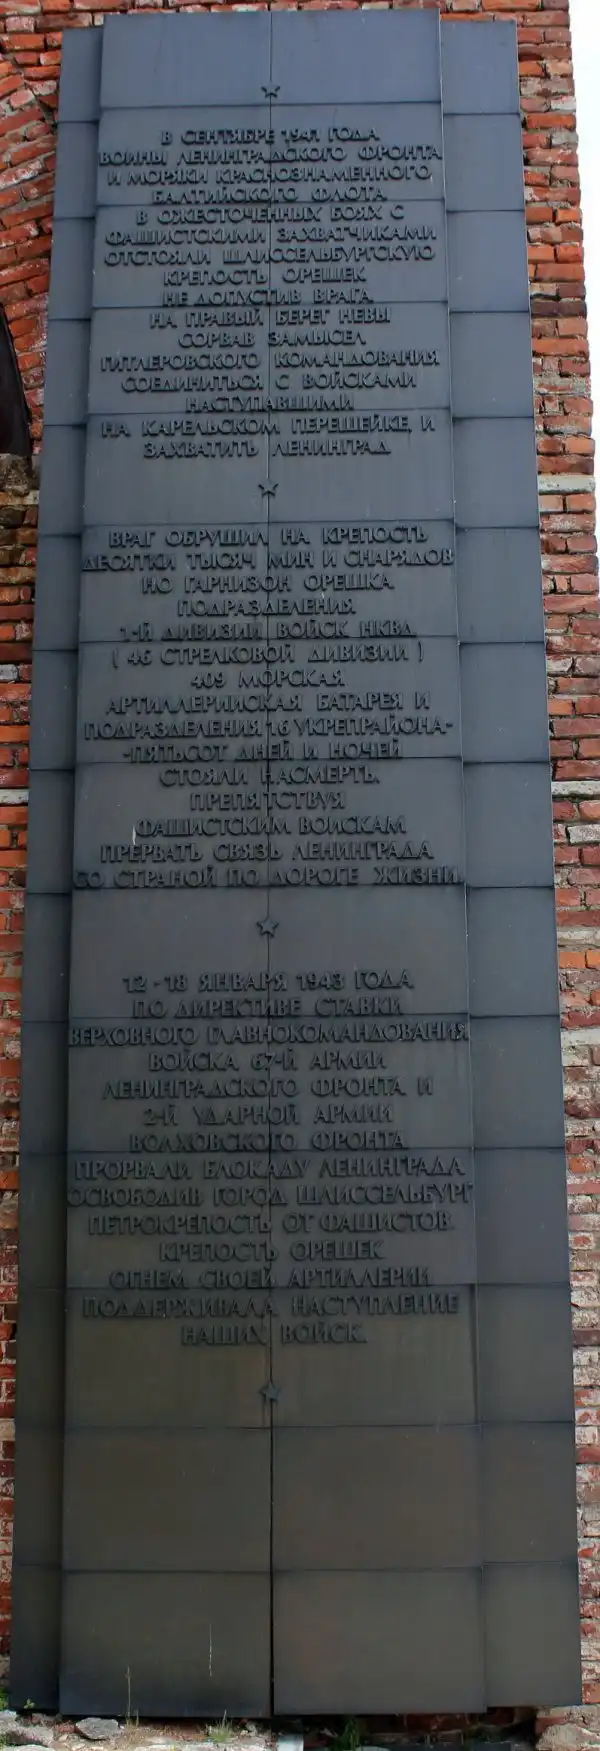 В СЕНТЯБРЕ 1941 ГОДА
ВОИНЫ ЛЕНИНГРАДСКОГО ФРОНТА
И МОРЯКИ КРАСНОЗНАМЕННОГО
БАЛТИЙСКОГО ФЛОТА
В ОЖЕСТОЧЕННЫХ БОЯХ С
ФАШИСТСКИМИ ЗАХВАТЧИКАМИ
ОТСТОЯЛИ ШЛИССЕЛЬБУРГСКУЮ
КРЕПОСТЬ ОРЕШЕК
НЕ ДОПУСТИВ ВРАГА
НА ПРАВЫЙ БЕРЕГ НЕВЫ
СОРВАВ ЗАМЫСЕЛ
ГИТЛЕРОВСКОГО КОМАНДОВАНИЯ
СОЕДИНИТЬСЯ С ВОЙСКАМИ
НАСТУПАВШИМИ
НА КАРЕЛЬСКОМ ПЕРЕШЕЙКЕ, И
ЗАХВАТИТЬ ЛЕНИНГРАД
ВРАГ ОБРУШИЛ НА КРЕПОСТЬ
ДЕСЯТКИ ТЫСЯЧ МИН И СНАРЯДОВ
НО ГАРНИЗОН ОРЕШКА
ПОДРАЗДЕЛЕНИЯ
1-Й ДИВИЗИИ ВОЙСК НКВД
( 46 СТРЕЛКОВОЙ ДИВИЗИИ )
409 МОРСКАЯ
АРТИЛЛЕРИЙСКАЯ БАТАРЕЯ И
ПОДРАЗДЕЛЕНИЯ 16 УКРЕПРАЙОНА-
-ПЯТЬСОТ ДНЕЙ И НОЧЕЙ
СТОЯЛИ НАСМЕРТЬ.
ПРЕПЯТСТВУЯ
ФАШИСТСКИМ ВОЙСКАМ
ПРЕРВАТЬ СВЯЗЬ ЛЕНИНГРАДА
СО СТРАНОЙ ПО ДОРОГЕ ЖИЗНИ.
12 - 18 ЯНВАРЯ 1943 ГОДА
ПО ДИРЕКТИВЕ СТАВКИ
ВЕРХОВНОГО ГЛАВНОКОМАНДОВАНИЯ
ВОЙСКА 67-Й АРМИИ
ЛЕНИНГРАДСКОГО ФРОНТА И
2-Й УДАРНОЙ АРМИИ
ВОЛХОВСКОГО ФРОНТА
ПРОРВАЛИ БЛОКАДУ ЛЕНИНГРАДА
ОСВОБОДИВ ГОРОД ШЛИССЕЛЬБУРГ
ПЕТРОКРЕПОСТЬ ОТ ФАШИСТОВ.
КРЕПОСТЬ ОРЕШЕК
ОГНЕМ СВОЕЙ АРТИЛЛЕРИИ
ПОДДЕРЖИВАЛА НАСТУПЛЕНИЕ
НАШИХ ВОЙСК.